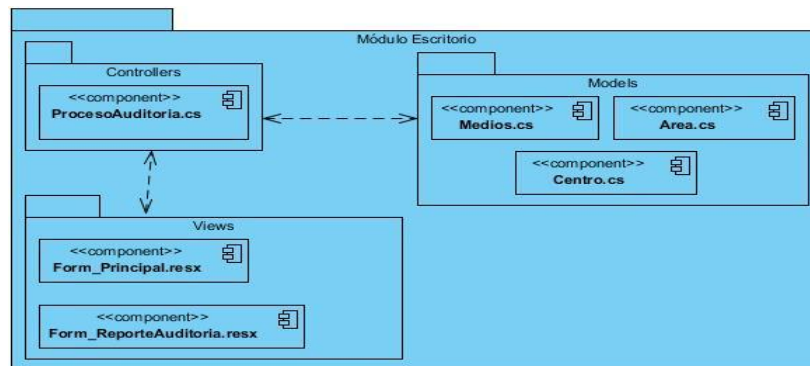 Módulo Escritorio
Controllers
<<component>>
ProcesoAuditoria.cs
Models
<<component>>
Medios.cs
<<component>>
Area.cs
<<component>>
Centro.cs
Views
<<component>>
Form_Principal.resx
<<component>>
Form_ReporteAuditoria.resx